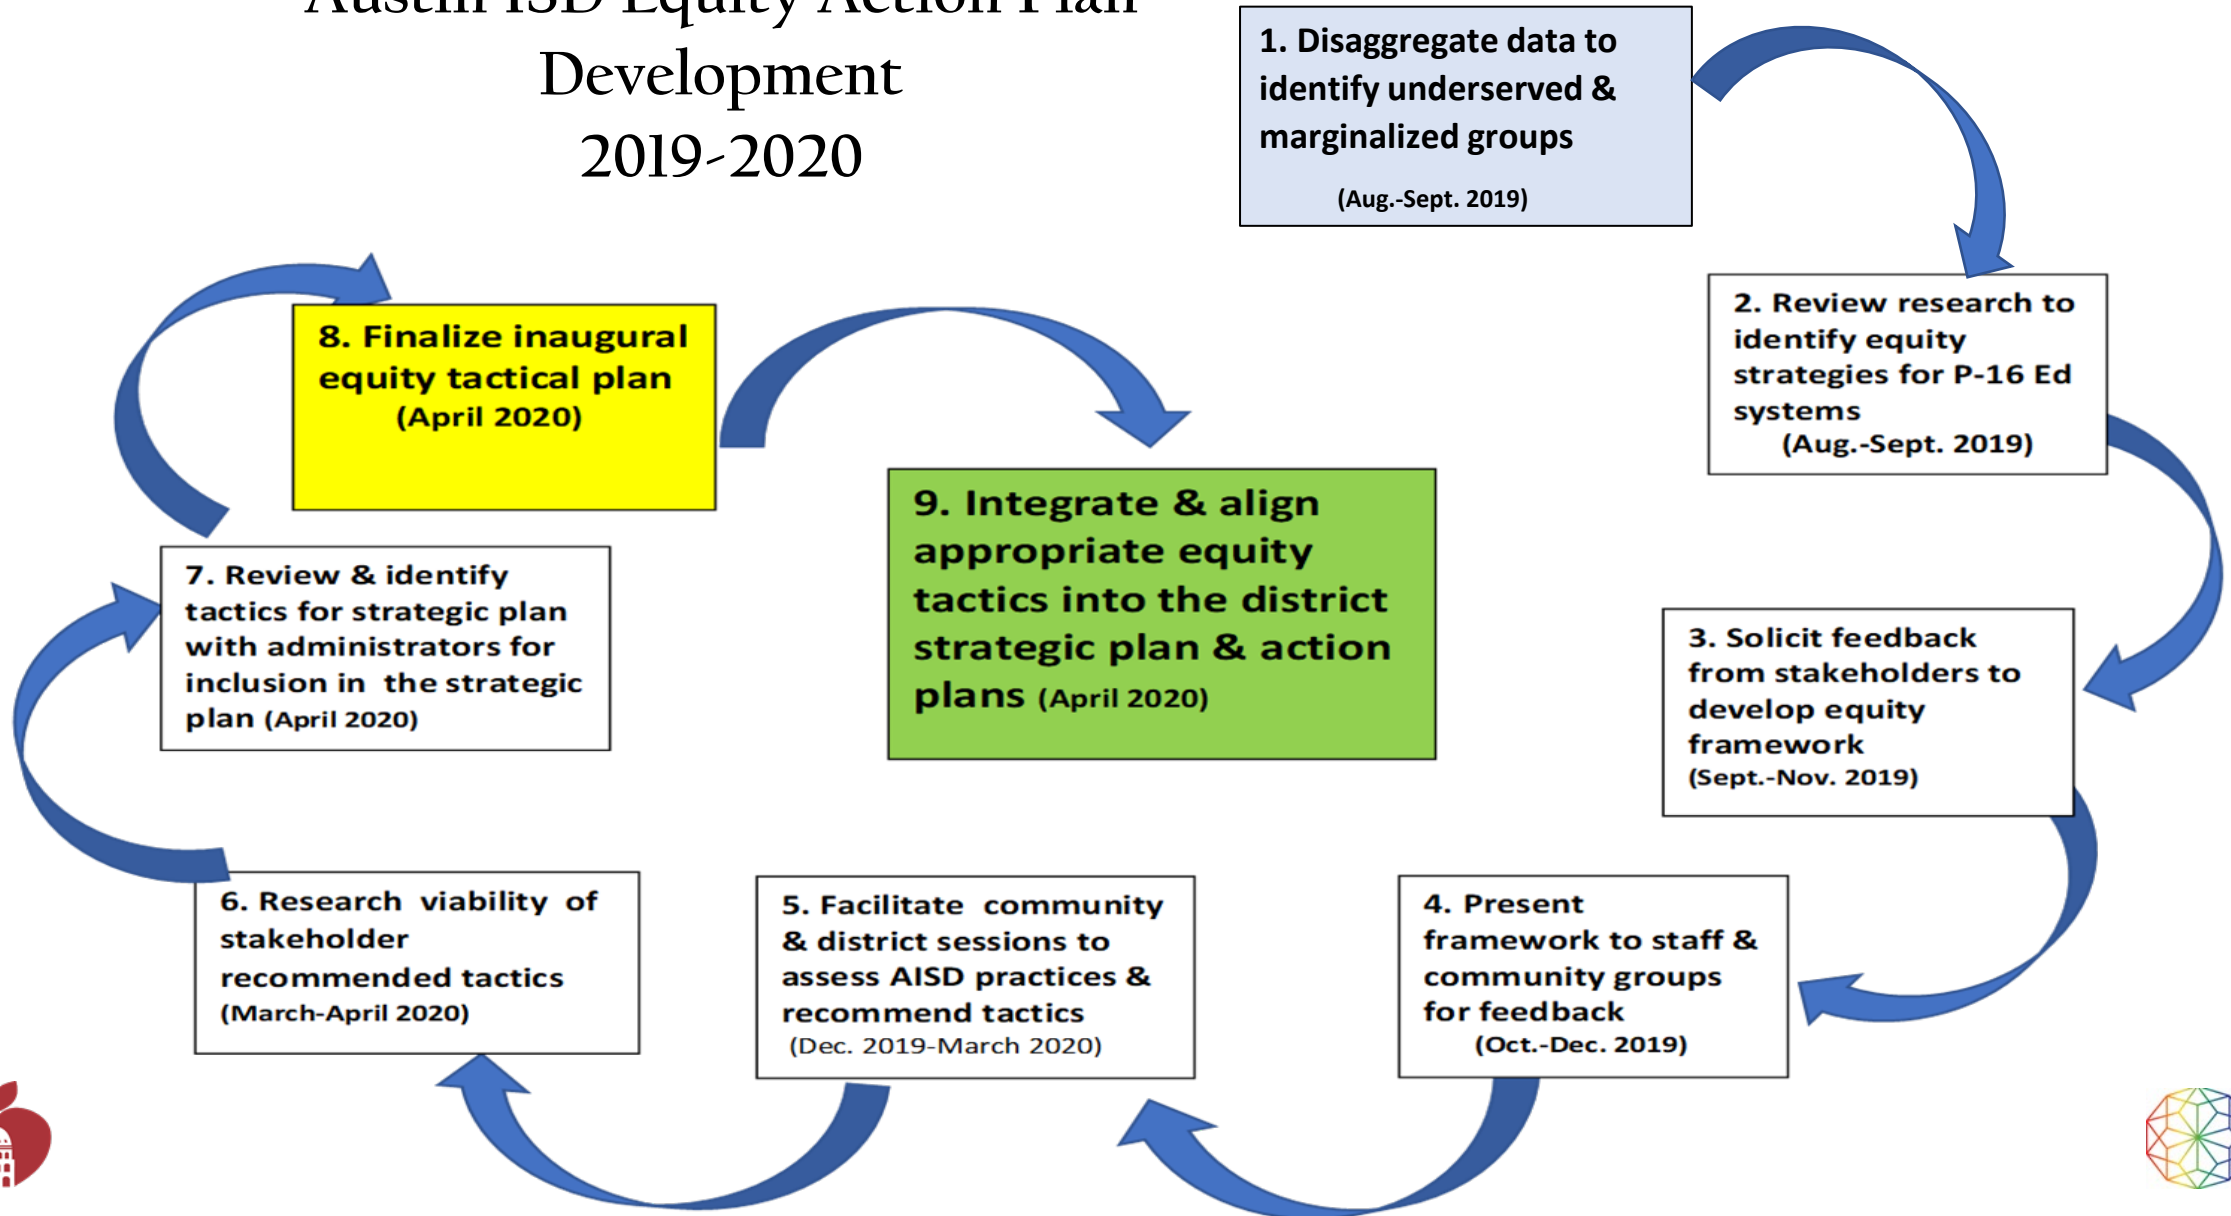 Austin ISD Equity Action Plan
Development
2019-2020
1. Disaggregate data to
identify underserved &
marginalized groups
(Aug.-Sept. 2019)
2. Review research to
identify equity
strategies for P-16 Ed
systems
(Aug.-Sept. 2019)
3. Solicit feedback
from stakeholders to
develop equity
framework
(Sept.-Nov. 2019)
4. Present
framework to staff &
community groups
for feedback
(Oct.-Dec. 2019)
5. Facilitate community
& district sessions to
assess AISD practices &
recommend tactics
(Dec. 2019-March 2020)
6. Research viability of
stakeholder
recommended tactics
(March-April 2020)
7. Review & identify
tactics for strategic plan
with administrators for
inclusion in the strategic
plan (April 2020)
8. Finalize inaugural
equity tactical plan
(April 2020)
9. Integrate & align
appropriate equity
tactics into the district
strategic plan & action
plans (April 2020)